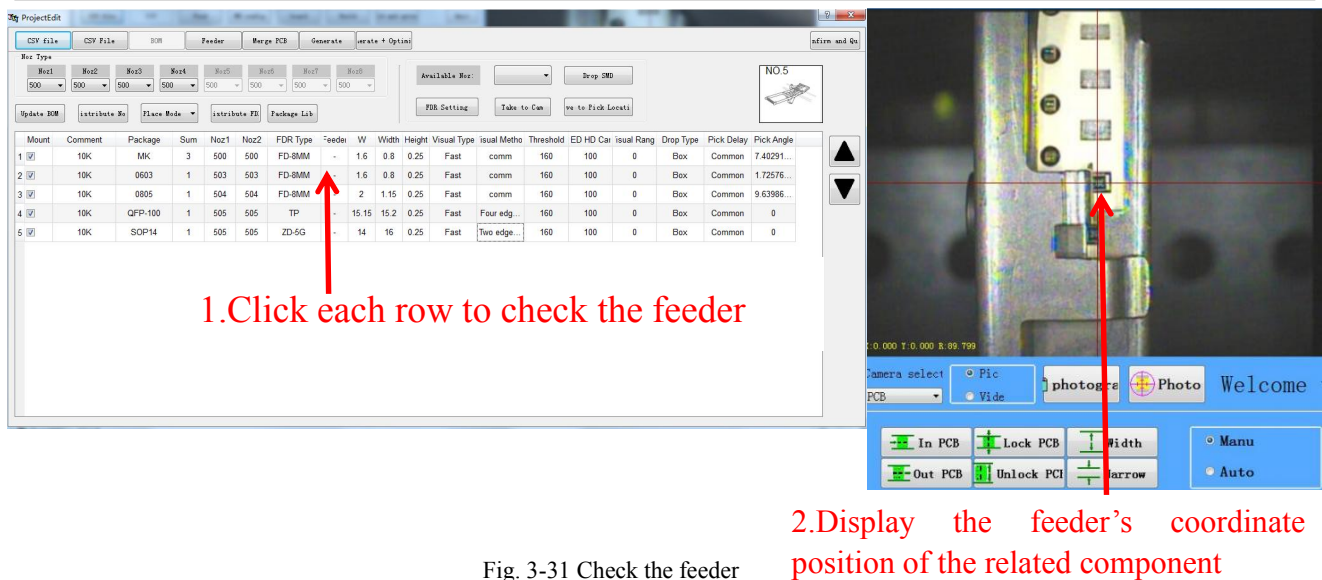 ProjectEdit
CSV file CSV File BOM Feeder Merge PCB Generate erate + Opti nfirm and Qu
Noz Type
Noz1 Noz2 Noz3 Noz4 Noz5 Noz6 Noz7 Noz8
500 500 500 500 500 500 500 500
Available Noz: Drop SMD
NO.5
Update BOM istribute No Place Mode istribute FD Package Lib FDR Setting Take to Cam ve to Pick Locati
Mount Comment Package Sum Noz1 Noz2 FDR Type Feeder W Width Height Visual Type isual Metho Threshold ED HD Car isual Rang Drop Type Pick Delay Pick Angle
1 10K MK 3 500 500 FD-8MM - 1.6 0.8 0.25 Fast comm 160 100 0 Box Common 7.40291...
2 10K 0603 1 503 503 FD-8MM - 1.6 0.8 0.25 Fast comm 160 100 0 Box Common 1.72576...
3 10K 0805 1 504 504 FD-8MM - 2 1.15 0.25 Fast comm 160 100 0 Box Common 9.63986...
4 10K QFP-100 1 505 505 TP - 15.15 15.2 0.25 Fast Four edg... 160 100 0 Box Common 0
5 10K SOP14 1 505 505 ZD-5G - 14 16 0.25 Fast Two edge... 160 100 0 Box Common 0
1.Click each row to check the feeder
:0.000 Y:0.000 R:89.799
Camera select Pic photogra Photo Welcome
PCB Vide
In PCB Lock PCB Width Manu
Out PCB Unlock PCI Narrow Auto
2.Display the feeder’s coordinate
position of the related component
Fig. 3-31 Check the feeder